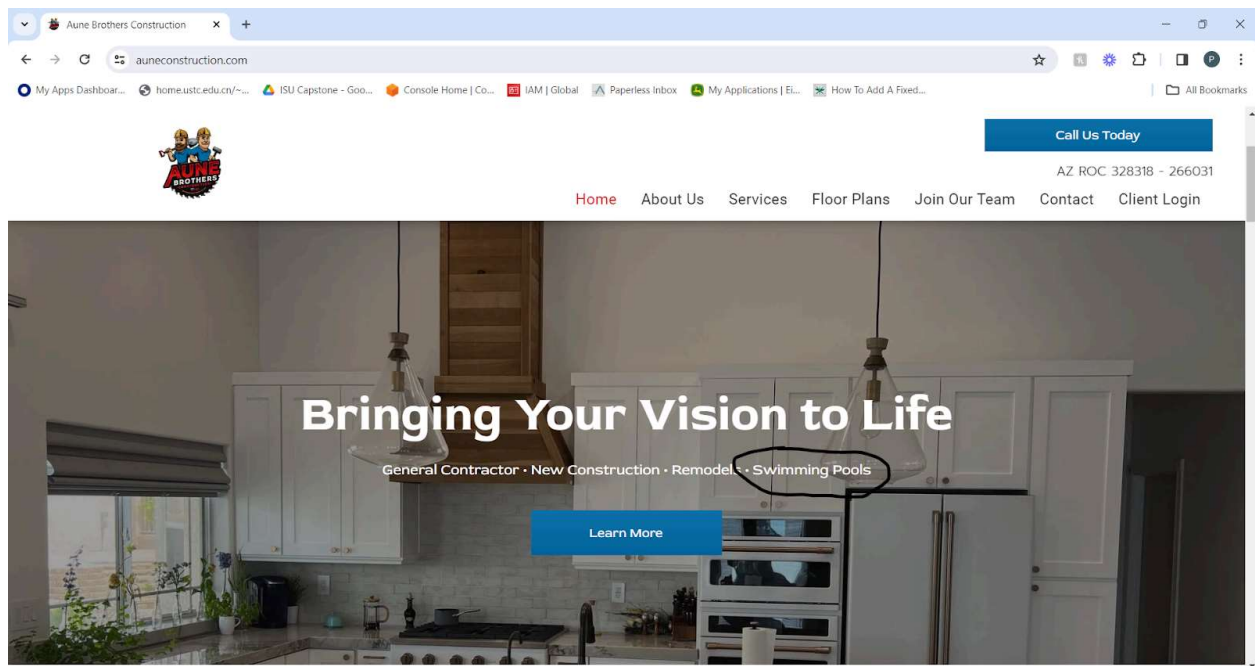 Aune Brothers Construction
auneconstruction.com
My Apps Dashboar... home.ustc.edu.cn/~... ISU Capstone - Goo... Console Home | Co... IAM | Global Paperless Inbox My Applications | Ei... How To Add A Fixed... All Bookmarks
P
AUNE
BROTHERS
Call Us Today
AZ ROC 328318 - 266031
Home About Us Services Floor Plans Join Our Team Contact Client Login
Bringing Your Vision to Life
General Contractor • New Construction • Remodels • Swimming Pools
Learn More